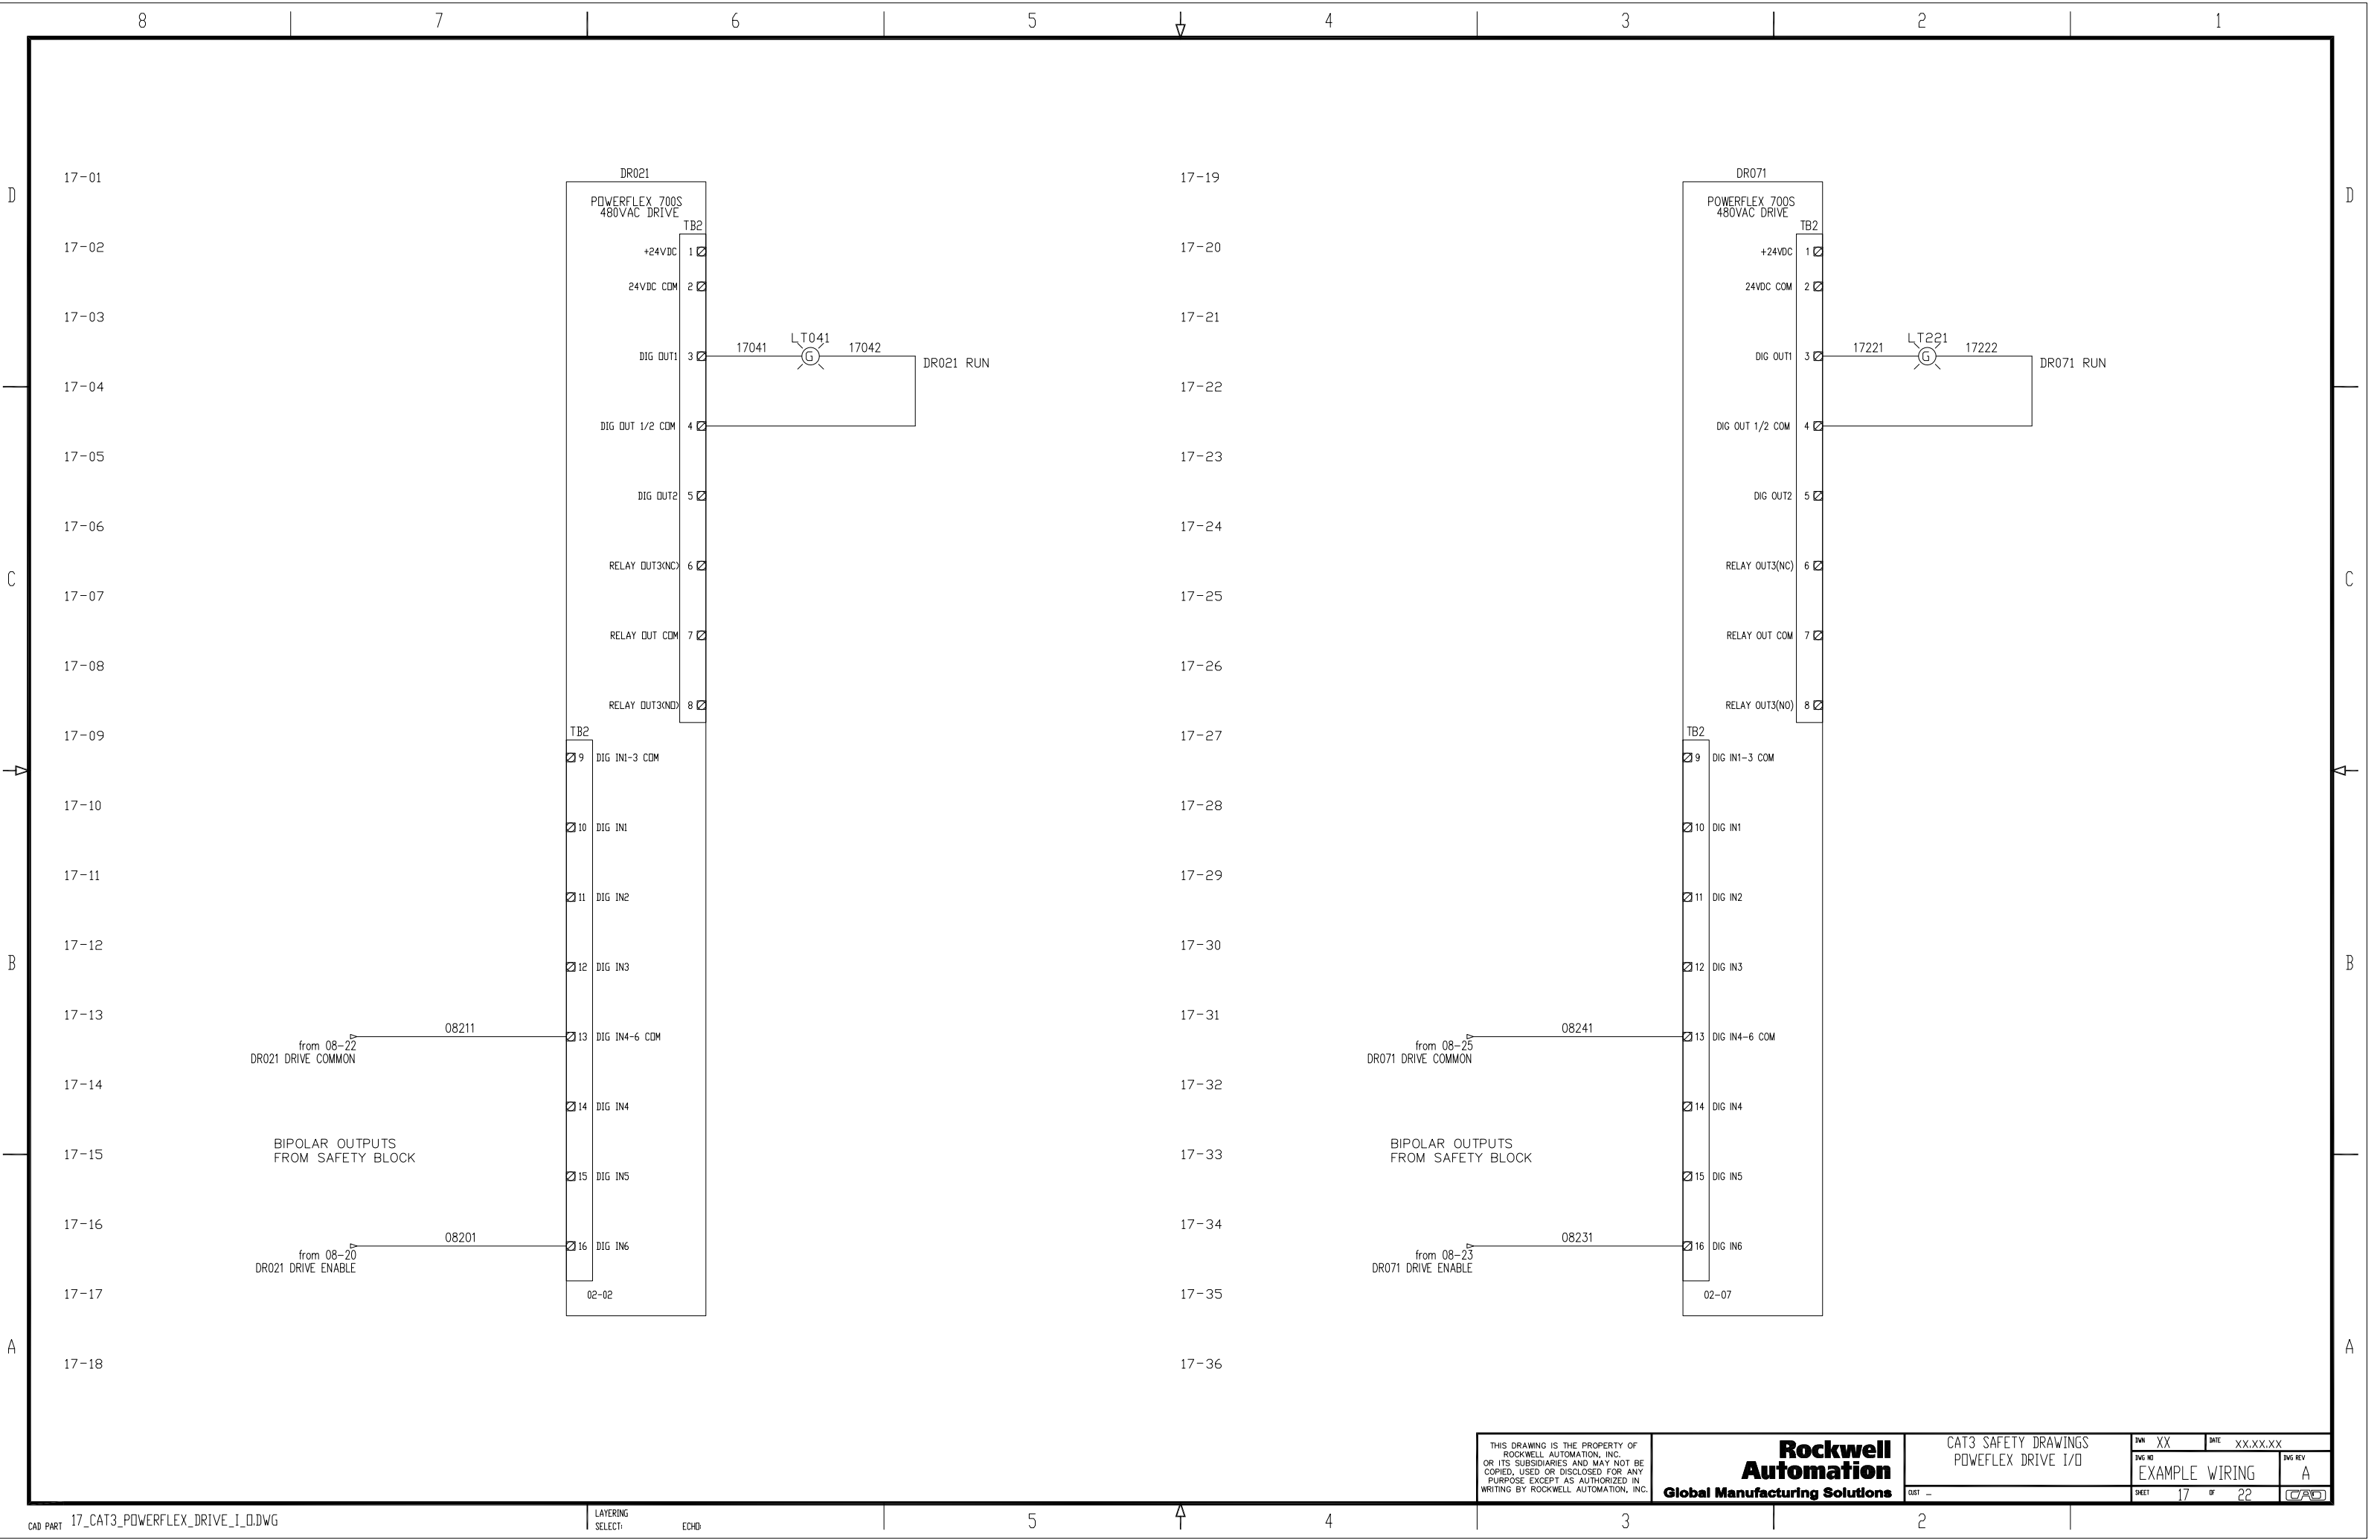 8 7 6 5 4 3 2 1
D
D
C
C
B
B
A
A
17-01
17-02
17-03
17-04
17-05
17-06
17-07
17-08
17-09
17-10
17-11
17-12
17-13
17-14
17-15
17-16
17-17
17-18
DR021
POWERFLEX 700S
480VAC DRIVE
TB2
+24VDC 1
24VDC COM 2
DIG OUT1 3
17041
LT041
G
17042
DR021 RUN
DIG OUT 1/2 COM 4
DIG OUT2 5
RELAY OUT3(NC) 6
RELAY OUT COM 7
RELAY OUT3(NO) 8
TB2
9 DIG IN1-3 COM
10 DIG IN1
11 DIG IN2
12 DIG IN3
08211
13 DIG IN4-6 COM
from 08-22
DR021 DRIVE COMMON
14 DIG IN4
BIPOLAR OUTPUTS
FROM SAFETY BLOCK
15 DIG IN5
08201
16 DIG IN6
from 08-20
DR021 DRIVE ENABLE
02-02
17-19
17-20
17-21
17-22
17-23
17-24
17-25
17-26
17-27
17-28
17-29
17-30
17-31
17-32
17-33
17-34
17-35
17-36
DR071
POWERFLEX 700S
480VAC DRIVE
TB2
+24VDC 1
24VDC COM 2
DIG OUT1 3
17221
LT221
G
17222
DR071 RUN
DIG OUT 1/2 COM 4
DIG OUT2 5
RELAY OUT3(NC) 6
RELAY OUT COM 7
RELAY OUT3(NO) 8
TB2
9 DIG IN1-3 COM
10 DIG IN1
11 DIG IN2
12 DIG IN3
08241
13 DIG IN4-6 COM
from 08-25
DR071 DRIVE COMMON
14 DIG IN4
BIPOLAR OUTPUTS
FROM SAFETY BLOCK
15 DIG IN5
08231
16 DIG IN6
from 08-23
DR071 DRIVE ENABLE
02-07
THIS DRAWING IS THE PROPERTY OF
ROCKWELL AUTOMATION, INC.
OR ITS SUBSIDIARIES AND MAY NOT BE
COPIED, USED OR DISCLOSED FOR ANY
PURPOSE EXCEPT AS AUTHORIZED IN
WRITING BY ROCKWELL AUTOMATION, INC.
Rockwell
Automation
Global Manufacturing Solutions
CAT3 SAFETY DRAWINGS
POWEFLEX DRIVE I/O
CUST -
DWN XX
DATE XX.XX.XX
DWG NO
EXAMPLE WIRING
DWG REV
A
SHEET 17 OF 22
CAD
CAD PART 17_CAT3_POWERFLEX_DRIVE_I_O.DWG
LAYERING
SELECT: ECHO:
5 4 3 2